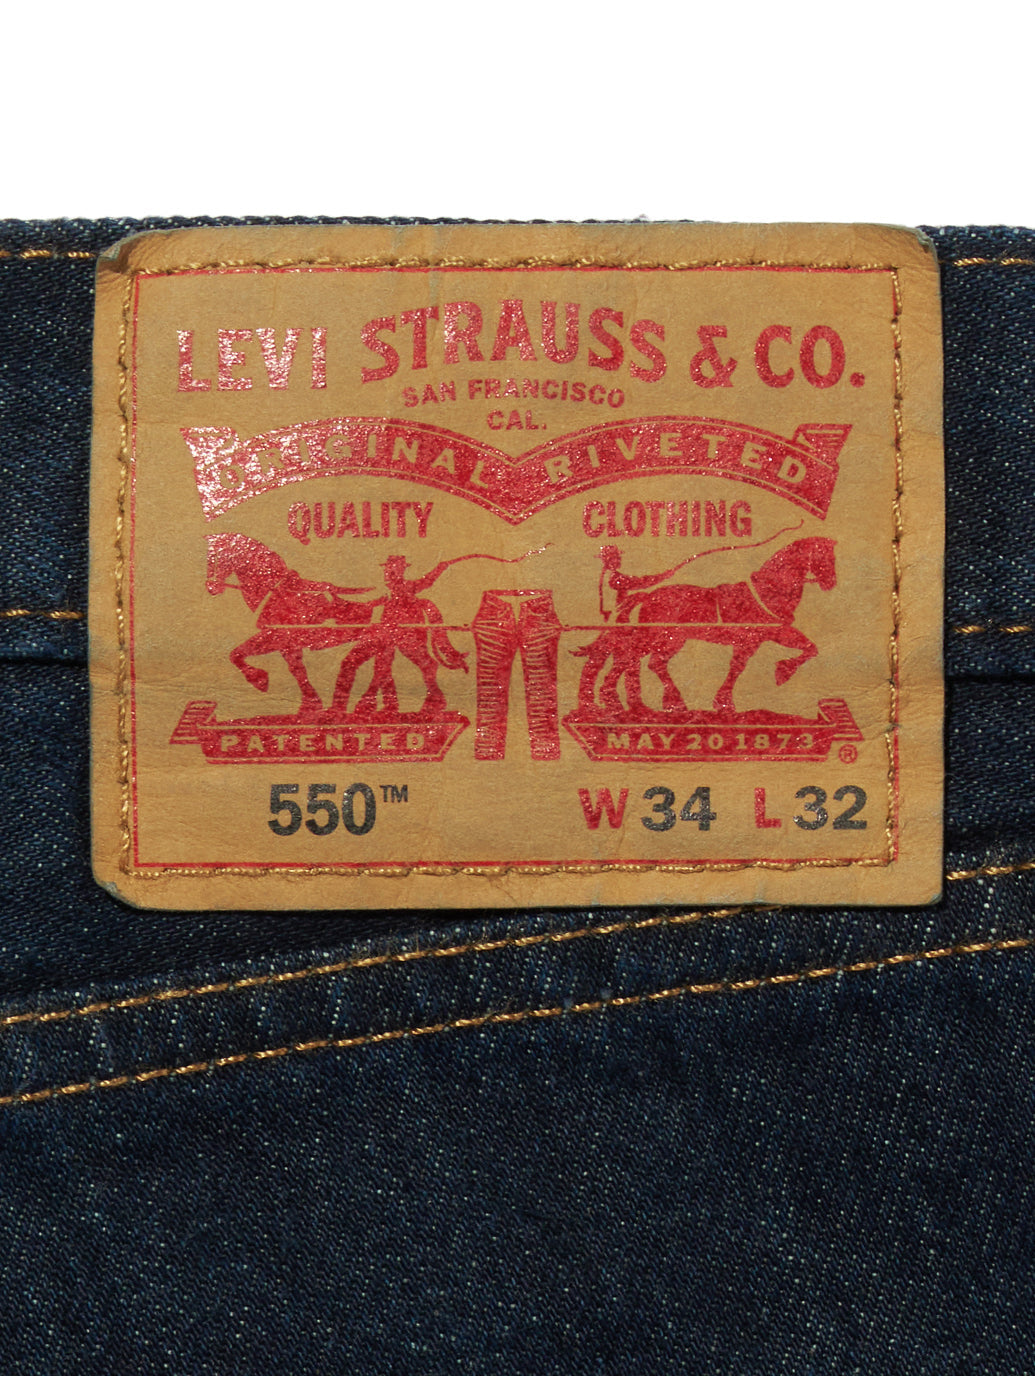 LEVI STRAUSS & CO.
SAN FRANCISCO
CAL.
ORIGINAL RIVETED
QUALITY CLOTHING
PATENTED MAY 20 1873 ®
550™ W 34 L 32